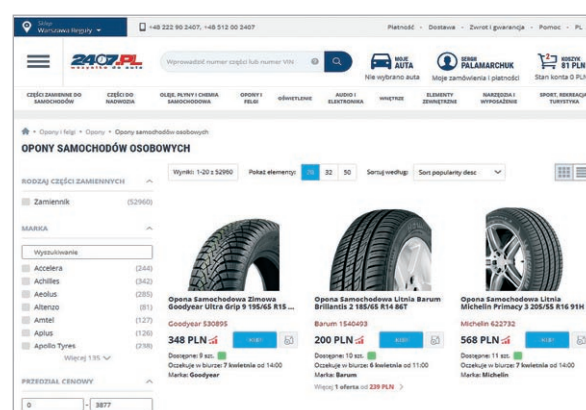 Sklep:
Warszawa Reguły
+48 222 90 2407, +48 512 00 2407
Płatność - Dostawa - Zwrot i gwarancja - Pomoc - PL
2407.PL
wszystko do auta
Wprowadzić numer części lub numer VIN
MOJE
AUTA
Nie wybrano auta
SERGE
PALAMARCHUK
Moje zamówienia i płatności
KOSZYK
81 PLN
Stan konta 0 PLN
CZĘŚCI ZAMIENNE DO
SAMOCHODÓW
CZĘŚCI DO
NADWOZIA
OLEJE, PŁYNY I CHEMIA
SAMOCHODOWA
OPONY I
FELGI
OŚWIETLENIE
AUDIO I
ELEKTRONIKA
WNĘTRZE
ELEMENTY
ZEWNĘTRZNE
NARZĘDZIA I
WYPOSAŻENIE
SPORT, REKREACJA
TURYSTYKA
Opony i felgi • Opony • Opony samochodów osobowych
OPONY SAMOCHODÓW OSOBOWYCH
RODZAJ CZĘŚCI ZAMIENNYCH
Zamiennik (52960)
MARKA
Wyszukiwanie
Accelera (244)
Achilles (342)
Aeolus (285)
Altenzo (81)
Amtel (127)
Aplus (126)
Apollo Tyres (238)
Więcej 135
PRZEDZIAŁ CENOWY
0 - 3877
Wyniki: 1-20 z 52960
Pokaż elementy: 32 50
Sortuj według: Sort popularity desc
Opona Samochodowa Zimowa
Goodyear Ultra Grip 9 195/65 R15 ...
Goodyear 530895
348 PLN
Dostępne: 9 szt.
Oczekuje w biurze: 7 kwietnia od 14:00
Marka: Goodyear
Opona Samochodowa Litnia Barum
Brillantis 2 185/65 R14 86T
Barum 1540403
200 PLN
Dostępne: 10 szt.
Oczekuje w biurze: 6 kwietnia od 11:00
Marka: Barum
Więcej 1 oferta od 239 PLN
Opona Samochodowa Litnia
Michelin Primacy 3 205/55 R16 91H
Michelin 622732
568 PLN
Dostępne: 11 szt.
Oczekuje w biurze: 7 kwietnia od 14:00
Marka: Michelin